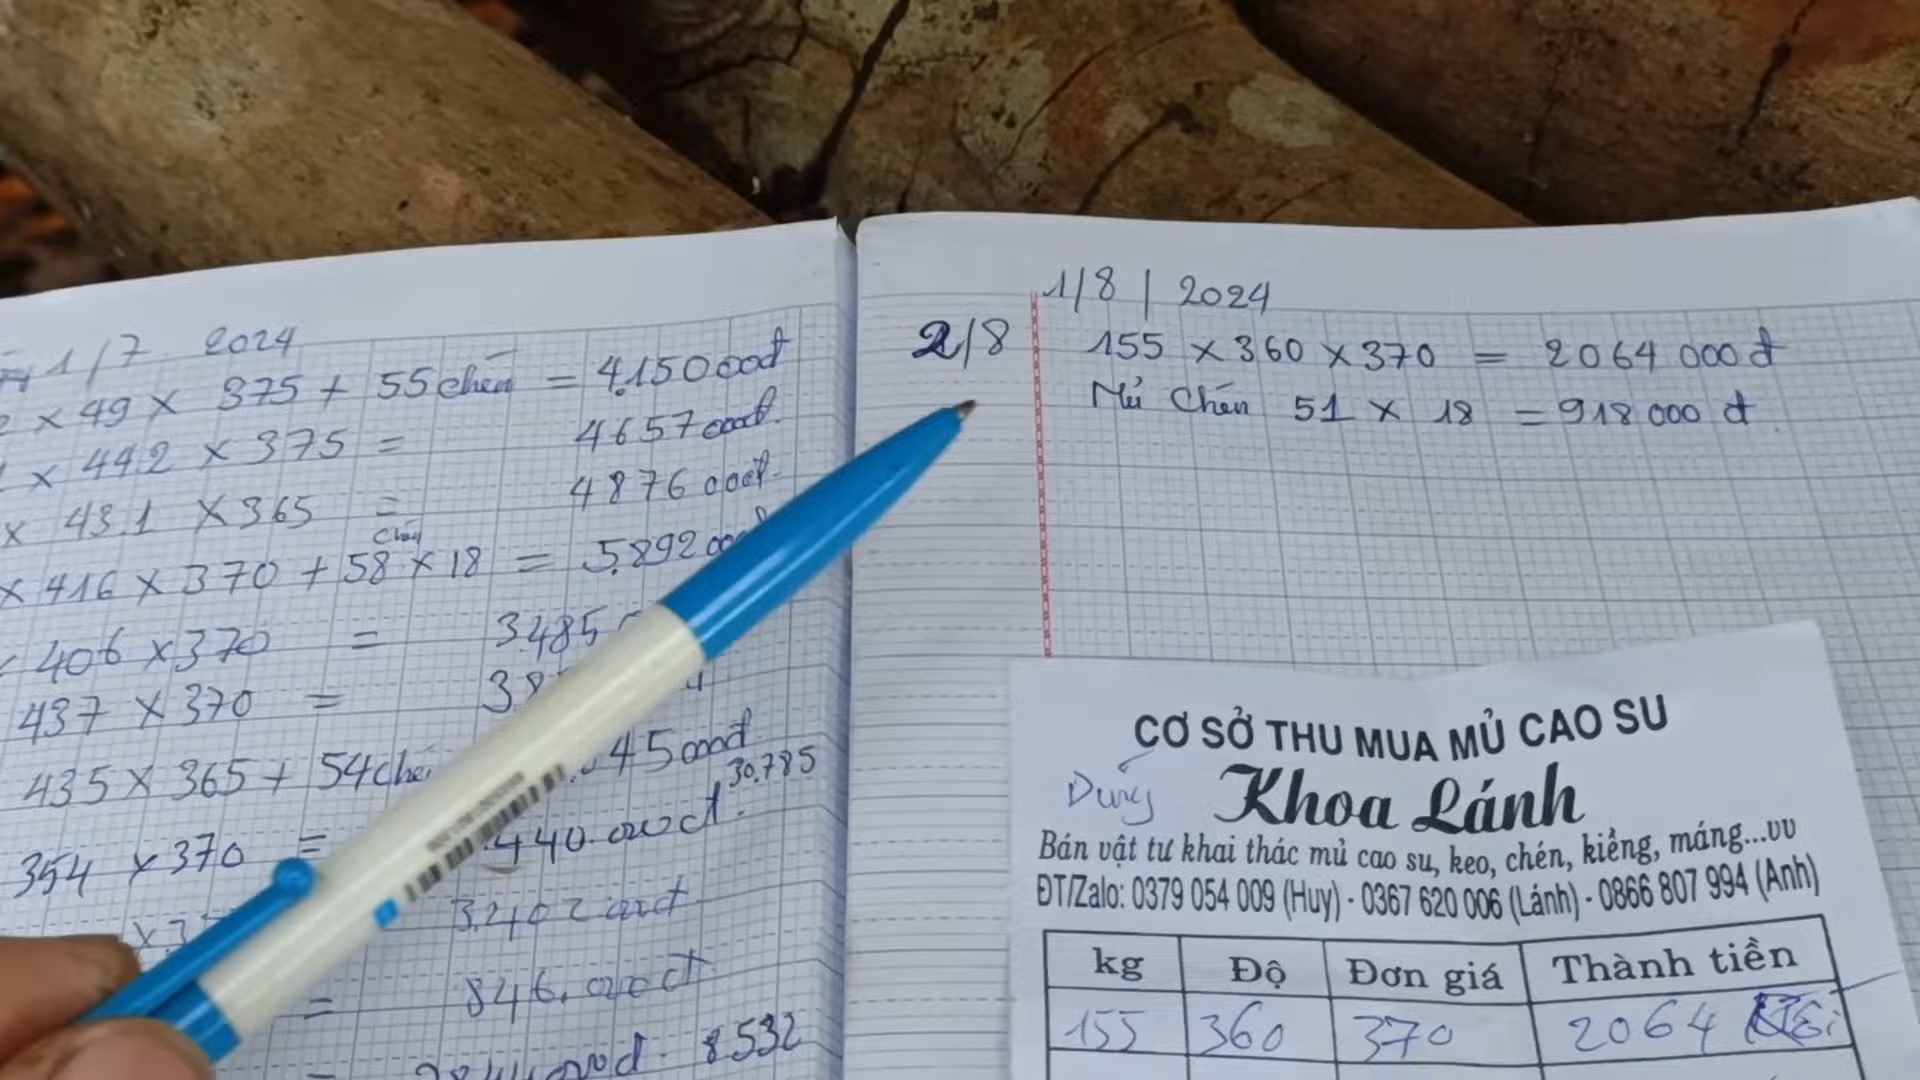 1/7 2024
x 49 x 375 + 55 chén = 4.150 000đ
x 442 x 375 = 4657 000đ.
x 43.1 x 365 = 4876 000đ.
chén
x 416 x 370 + 58 x 18 = 5.892
406 x 370 = 3.485
437 x 370 = 3.8
435 x 365 + 54 45 000đ
30.785
354 x 370 = 440.000đ.
3.402 000đ
= 846.000đ
= 8532
1/8 / 2024
2/8 155 x 360 x 370 = 2064 000 đ
Mủ Chén 51 x 18 = 918 000 đ
CƠ SỞ THU MUA MỦ CAO SU
Dũng Khoa Lánh
Bán vật tư khai thác mủ cao su, keo, chén, kiềng, máng...vv
ĐT/Zalo: 0379 054 009 (Huy) - 0367 620 006 (Lánh) - 0866 807 994 (Anh)
kg Độ Đơn giá Thành tiền
155 360 370 2064